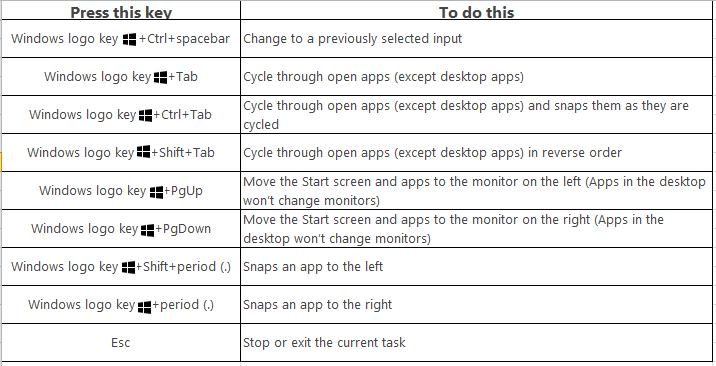 Press this key To do this
Windows logo key +Ctrl+spacebar Change to a previously selected input
Windows logo key +Tab Cycle through open apps (except desktop apps)
Windows logo key +Ctrl+Tab Cycle through open apps (except desktop apps) and snaps them as they are
cycled
Windows logo key +Shift+Tab Cycle through open apps (except desktop apps) in reverse order
Windows logo key +PgUp Move the Start screen and apps to the monitor on the left (Apps in the desktop
won't change monitors)
Windows logo key +PgDown Move the Start screen and apps to the monitor on the right (Apps in the
desktop won't change monitors)
Windows logo key +Shift+period (.) Snaps an app to the left
Windows logo key +period (.) Snaps an app to the right
Esc Stop or exit the current task